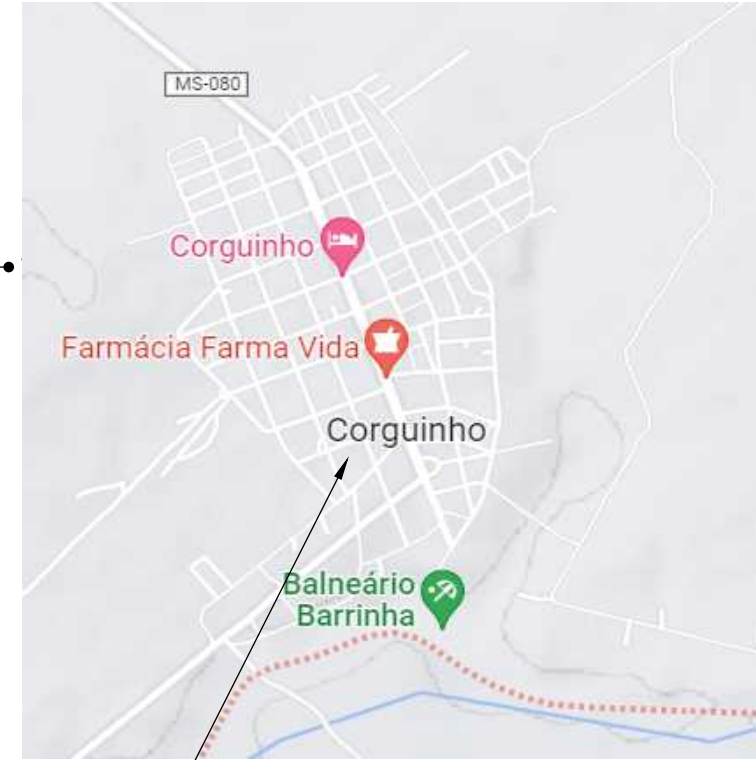 MS-080
Corguinho
Farmácia Farma Vida
Corguinho
Balneário
Barrinha